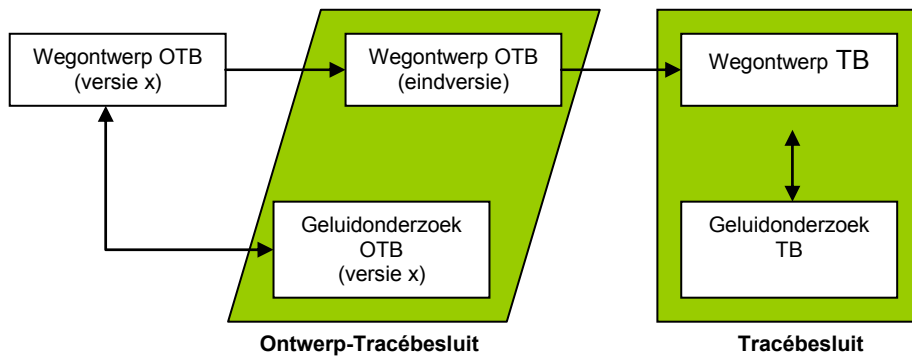 Wegontwerp OTB
(versie x)
Wegontwerp OTB
(eindversie)
Wegontwerp TB
Geluidonderzoek
OTB
(versie x)
Geluidonderzoek
TB
Ontwerp-Tracébesluit
Tracébesluit